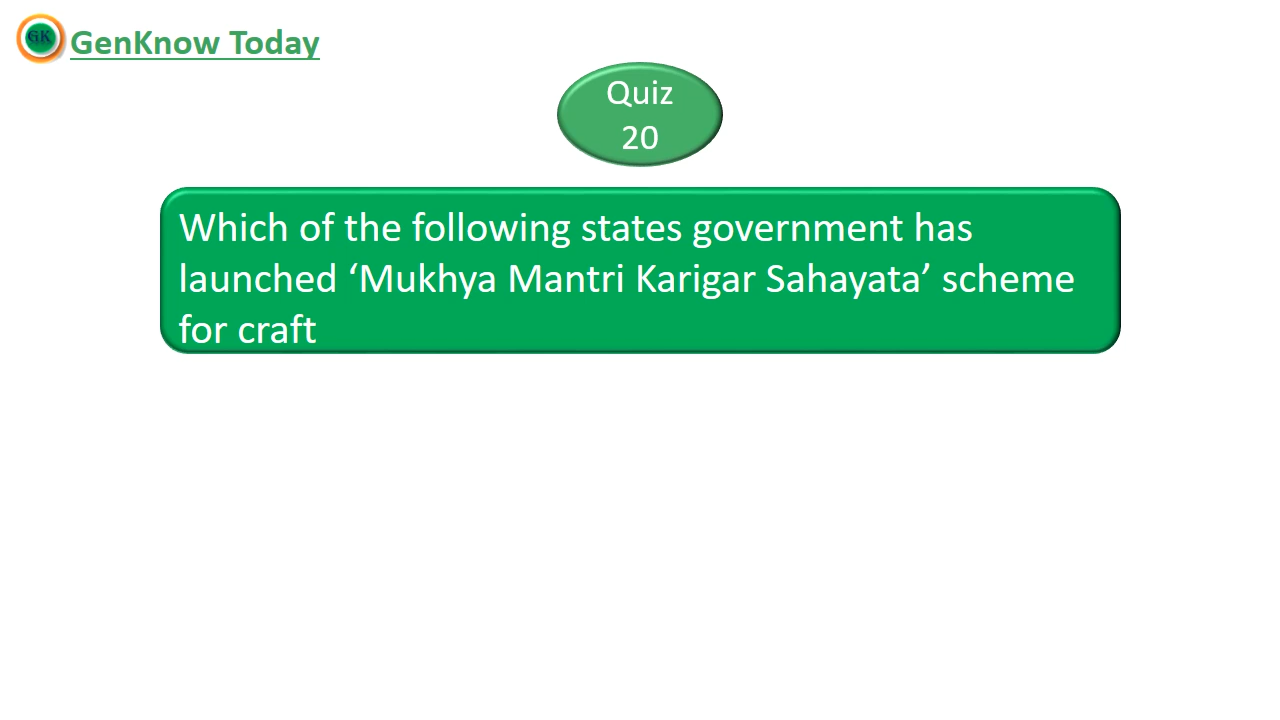 GK
GenKnow Today
Quiz
20
Which of the following states government has
launched ‘Mukhya Mantri Karigar Sahayata’ scheme
for craft